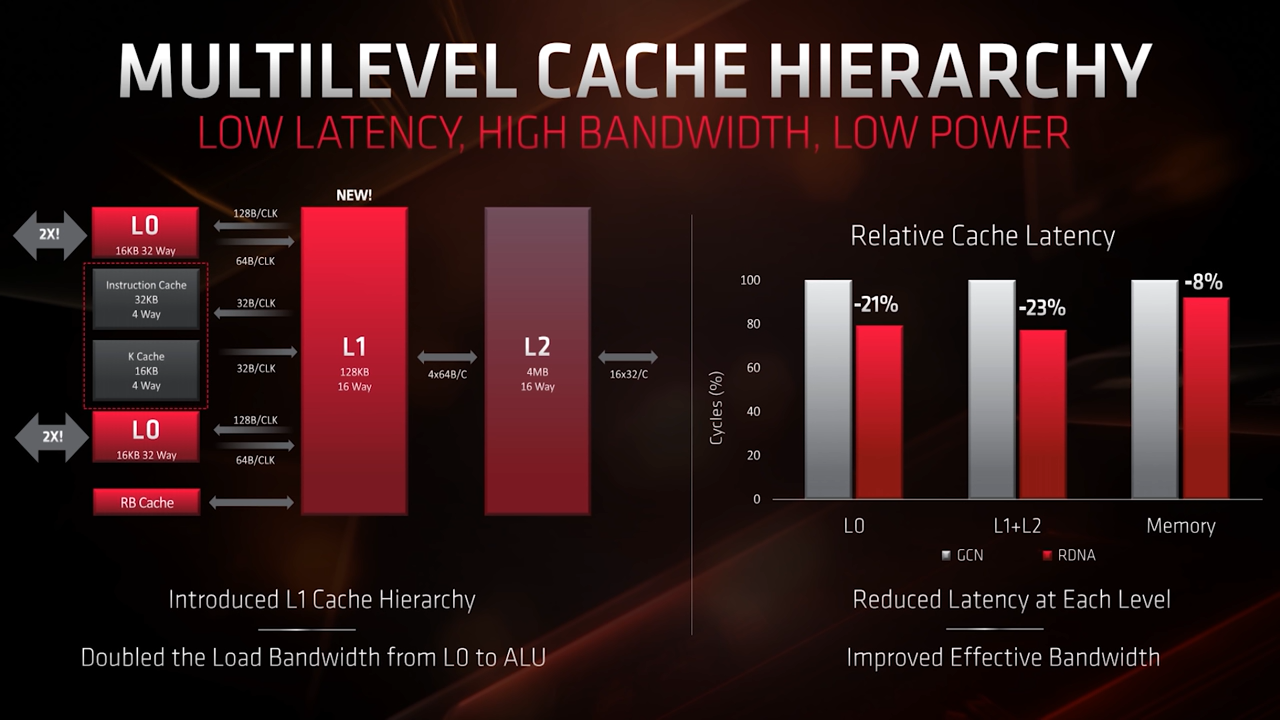 MULTILEVEL CACHE HIERARCHY
LOW LATENCY, HIGH BANDWIDTH, LOW POWER
NEW!
2X!
L0
16KB 32 Way
128B/CLK
64B/CLK
Instruction Cache
32KB
4 Way
32B/CLK
K Cache
16KB
4 Way
32B/CLK
2X!
L0
16KB 32 Way
128B/CLK
64B/CLK
RB Cache
L1
128KB
16 Way
4x64B/C
L2
4MB
16 Way
16x32/C
Introduced L1 Cache Hierarchy
Doubled the Load Bandwidth from L0 to ALU
Relative Cache Latency
Cycles (%)
100
80
60
40
20
0
-21%
-23%
-8%
L0
L1+L2
Memory
GCN
RDNA
Reduced Latency at Each Level
Improved Effective Bandwidth